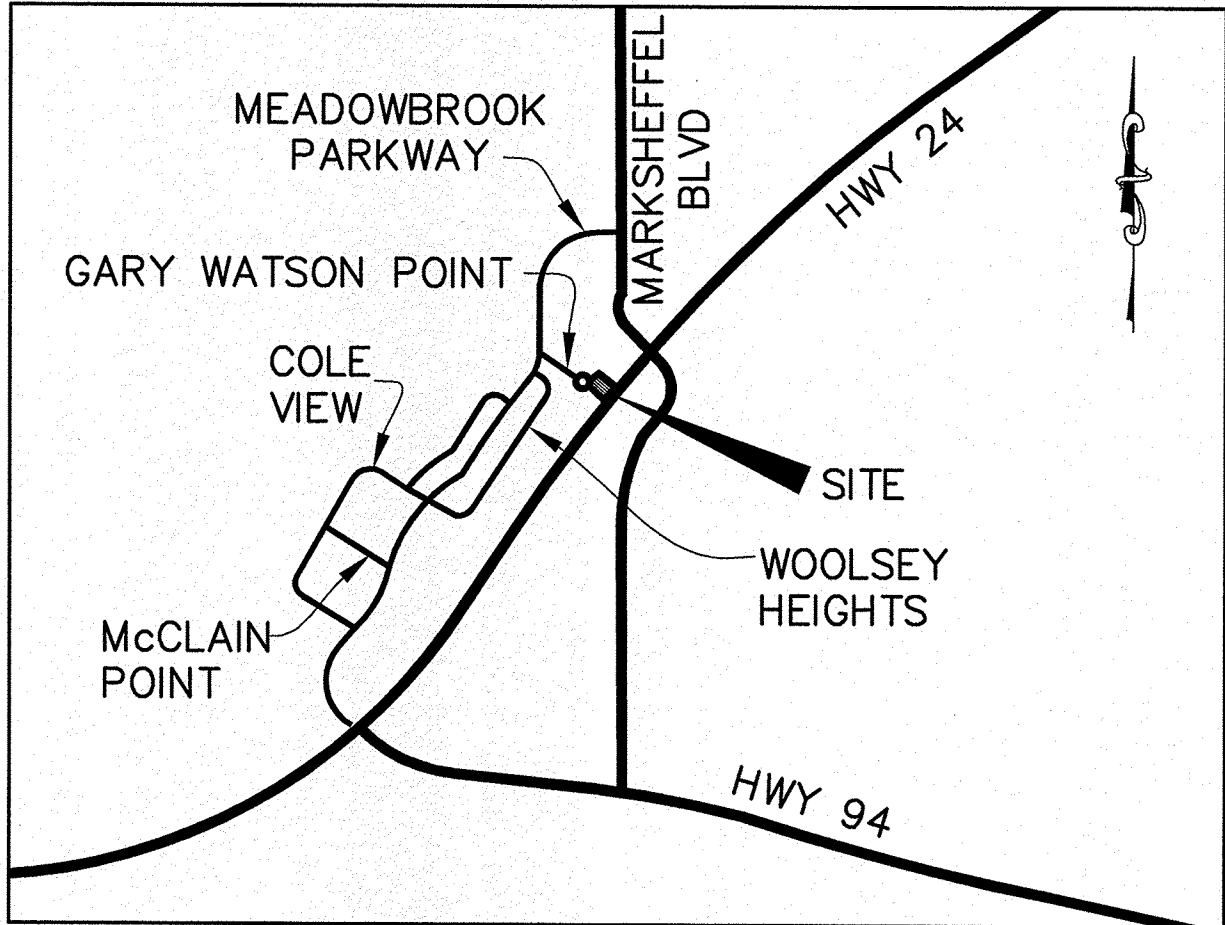 MEADOWBROOK
PARKWAY
MARKSHEFFEL
BLVD
HWY 24
GARY WATSON POINT
COLE
VIEW
SITE
WOOLSEY
HEIGHTS
McCLAIN
POINT
HWY 94